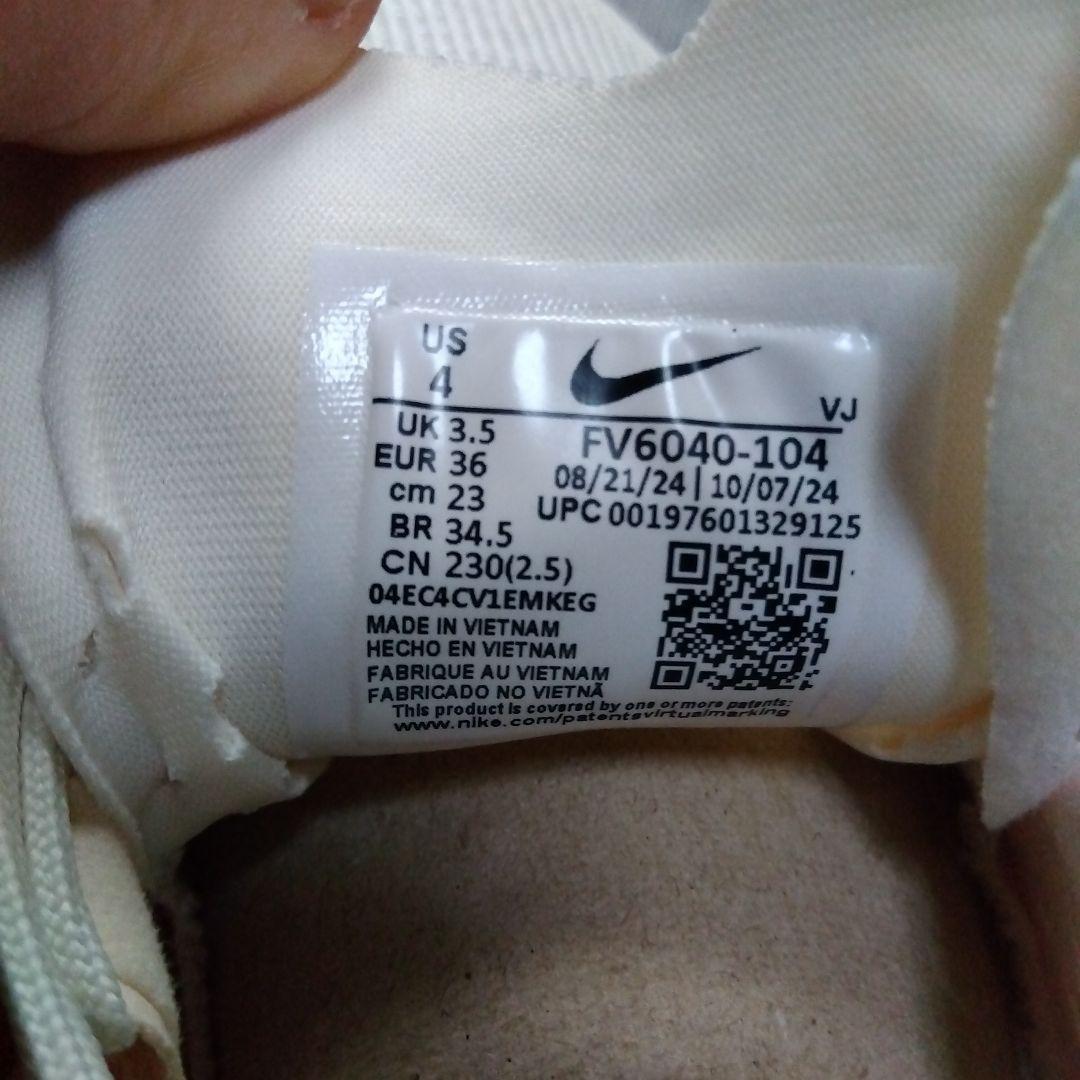 US
4
VJ
UK 3.5
EUR 36
cm 23
BR 34.5
CN 230(2.5)
FV6040-104
08/21/24 | 10/07/24
UPC 00197601329125
04EC4CV1EMKEG
MADE IN VIETNAM
HECHO EN VIETNAM
FABRIQUE AU VIETNAM
FABRICADO NO VIETNÃ
This product is covered by one or more patents:
www.nike.com/patentsvirtualmarking